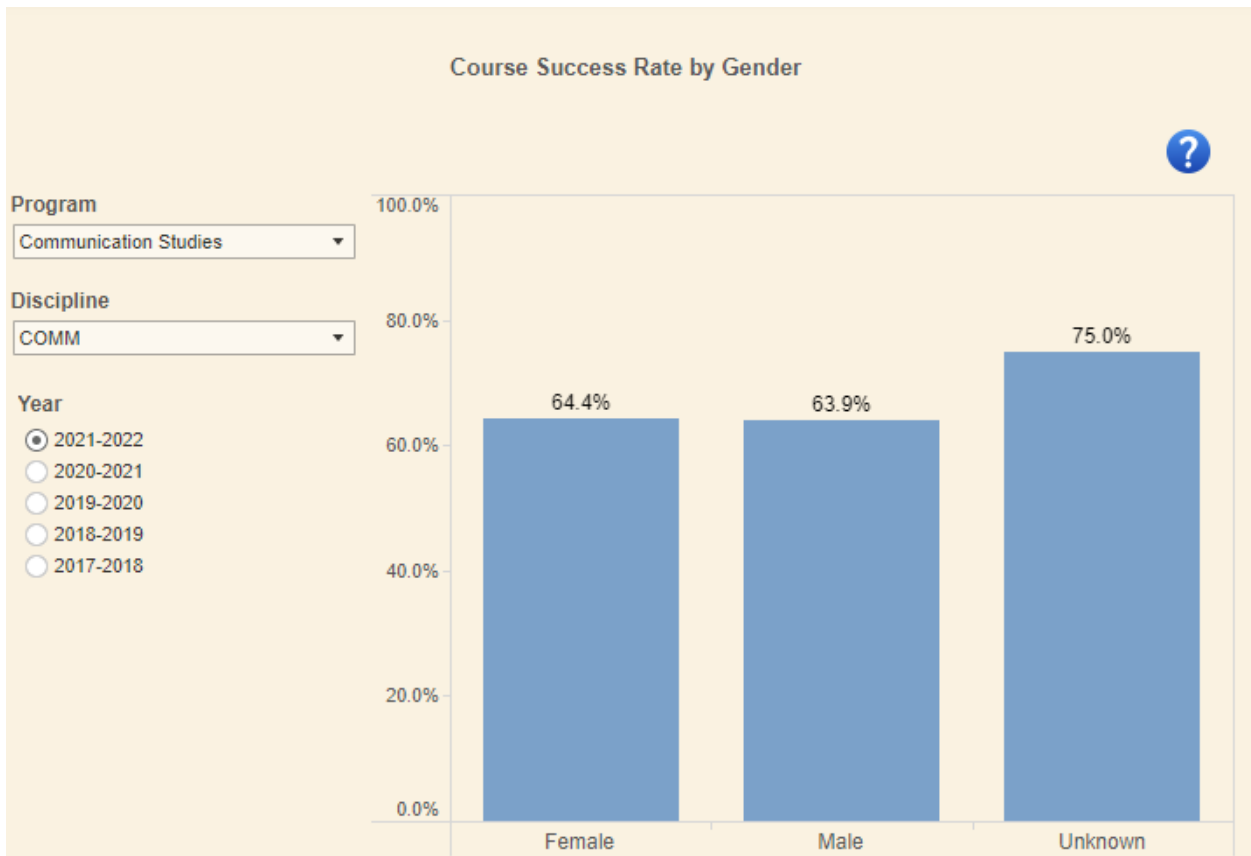 Course Success Rate by Gender
?
Program
Communication Studies
Discipline
COMM
Year
2021-2022
2020-2021
2019-2020
2018-2019
2017-2018
100.0%
80.0%
60.0%
40.0%
20.0%
0.0%
64.4%
63.9%
75.0%
Female Male Unknown